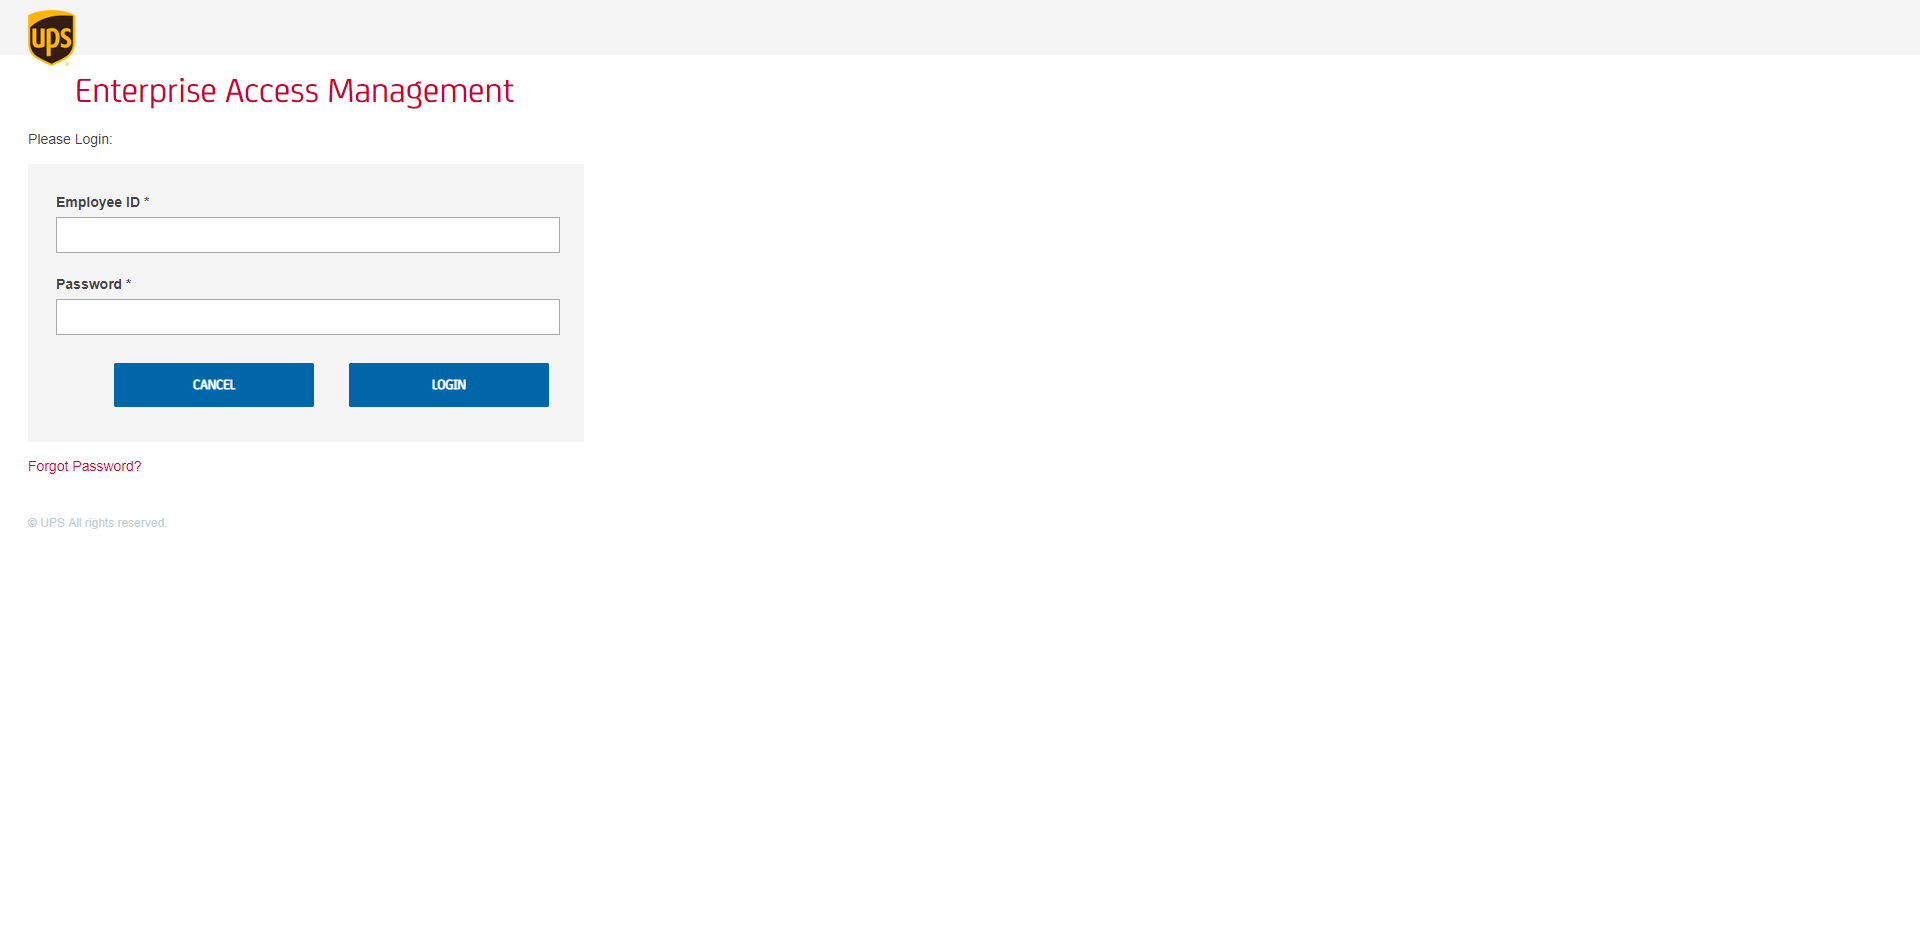 ups
Enterprise Access Management
Please Login:
Employee ID *
Password *
CANCEL LOGIN
Forgot Password?
© UPS All rights reserved.